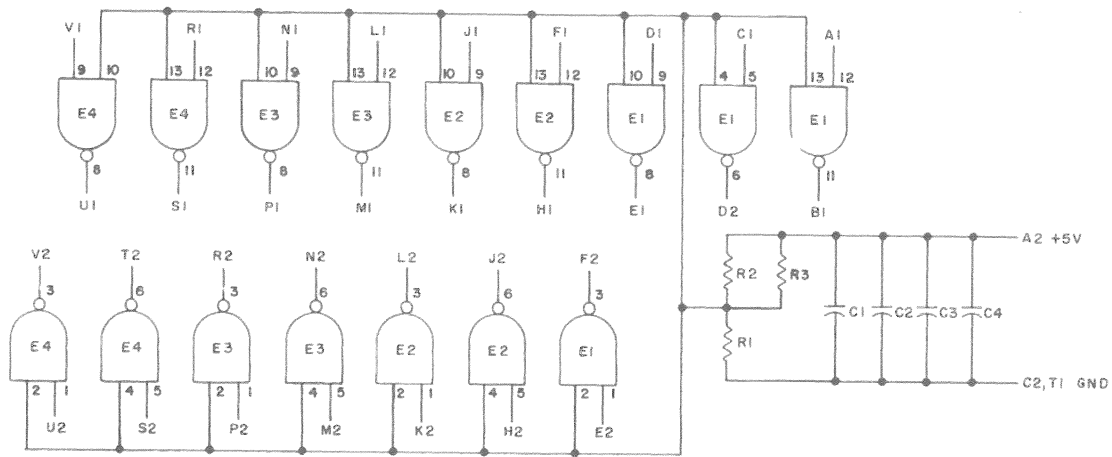 V1 R1 N1 L1 J1 F1 D1 C1 A1
9 10 13 12 10 9 13 12 10 9 13 12 10 9 4 5 13 12
E4 E4 E3 E3 E2 E2 E1 E1 E1
8 11 8 11 8 11 8 6 11
U1 S1 P1 M1 K1 H1 E1 D2 B1
A2 +5V
V2 T2 R2 N2 L2 J2 F2
3 6 3 6 3 6 3
R2 R3
C1 C2 C3 C4
E4 E4 E3 E3 E2 E2 E1
R1
2 1 4 5 2 1 4 5 2 1 4 5 2 1
C2,T1 GND
U2 S2 P2 M2 K2 H2 E2